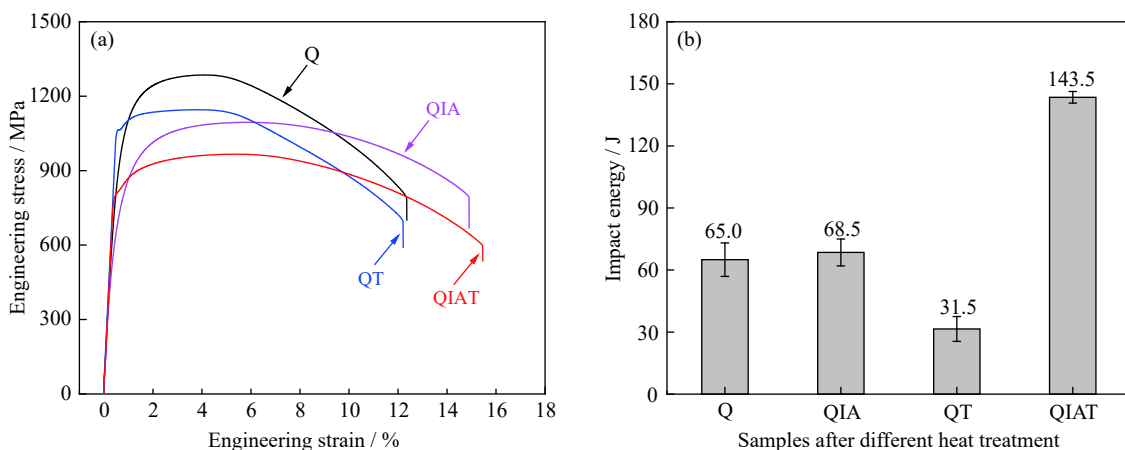 (a)
Engineering stress / MPa
1500
1200
900
600
300
0
Q
QIA
QT
QIAT
0 2 4 6 8 10 12 14 16 18
Engineering strain / %
(b)
Impact energy / J
180
150
120
90
60
30
0
65.0
68.5
31.5
143.5
Q QIA QT QIAT
Samples after different heat treatment